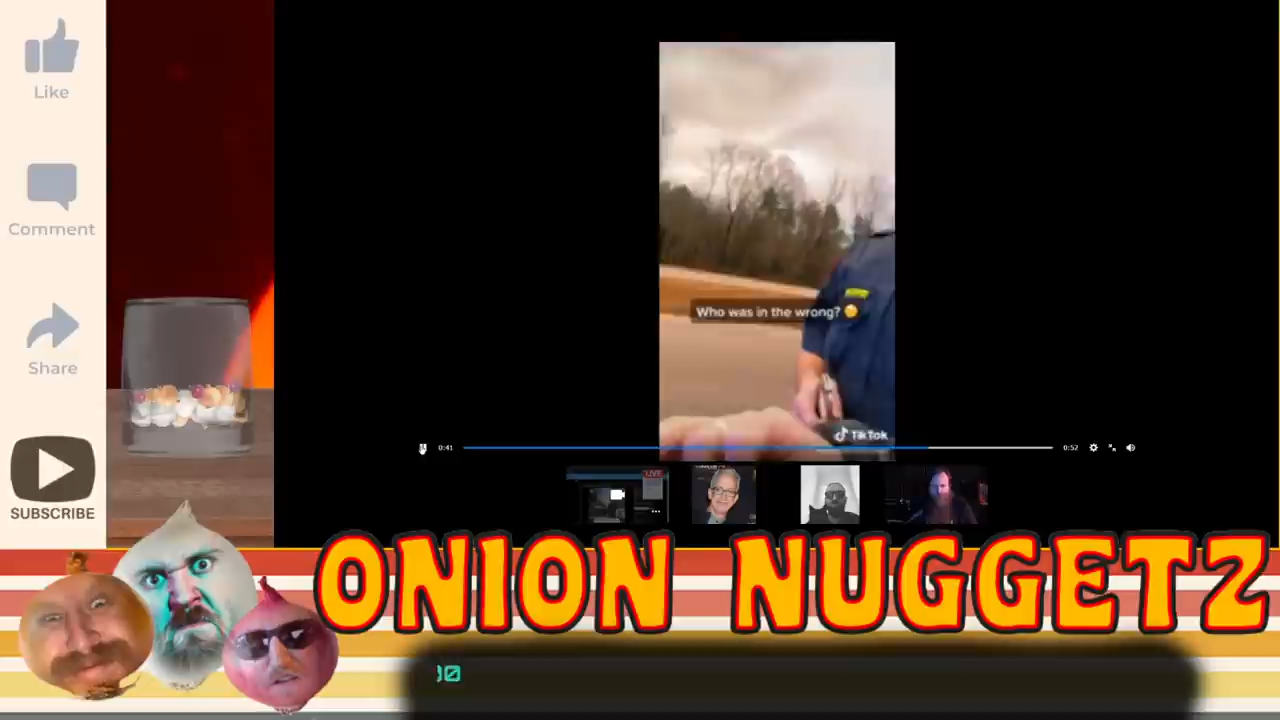 Like
Comment
Share
SUBSCRIBE
Who was in the wrong?
TikTok
0:41
0:52
LIVE
ONION NUGGETZ